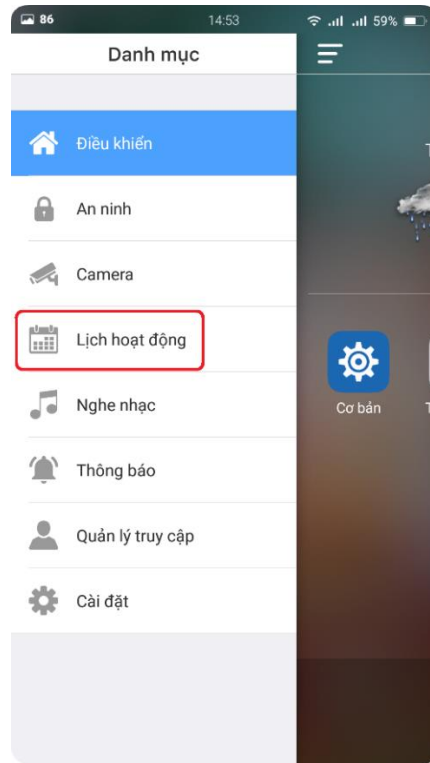 86 14:53 59%
Danh mục
Điều khiển
An ninh
Camera
Lịch hoạt động
Nghe nhạc
Thông báo
Quản lý truy cập
Cài đặt
Cơ bản